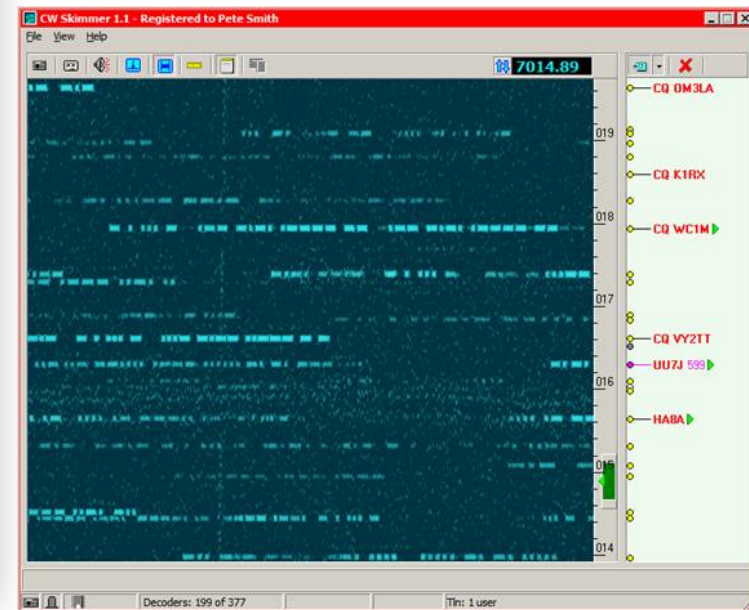 CW Skimmer 1.1 - Registered to Pete Smith
File View Help
7014.89
CQ OM3LA
019
CQ K1RX
018
CQ WC1M
017
CQ VY2TT
UU7J 599
016
HA8A
015
014
Decoders: 199 of 377
Tln: 1 user